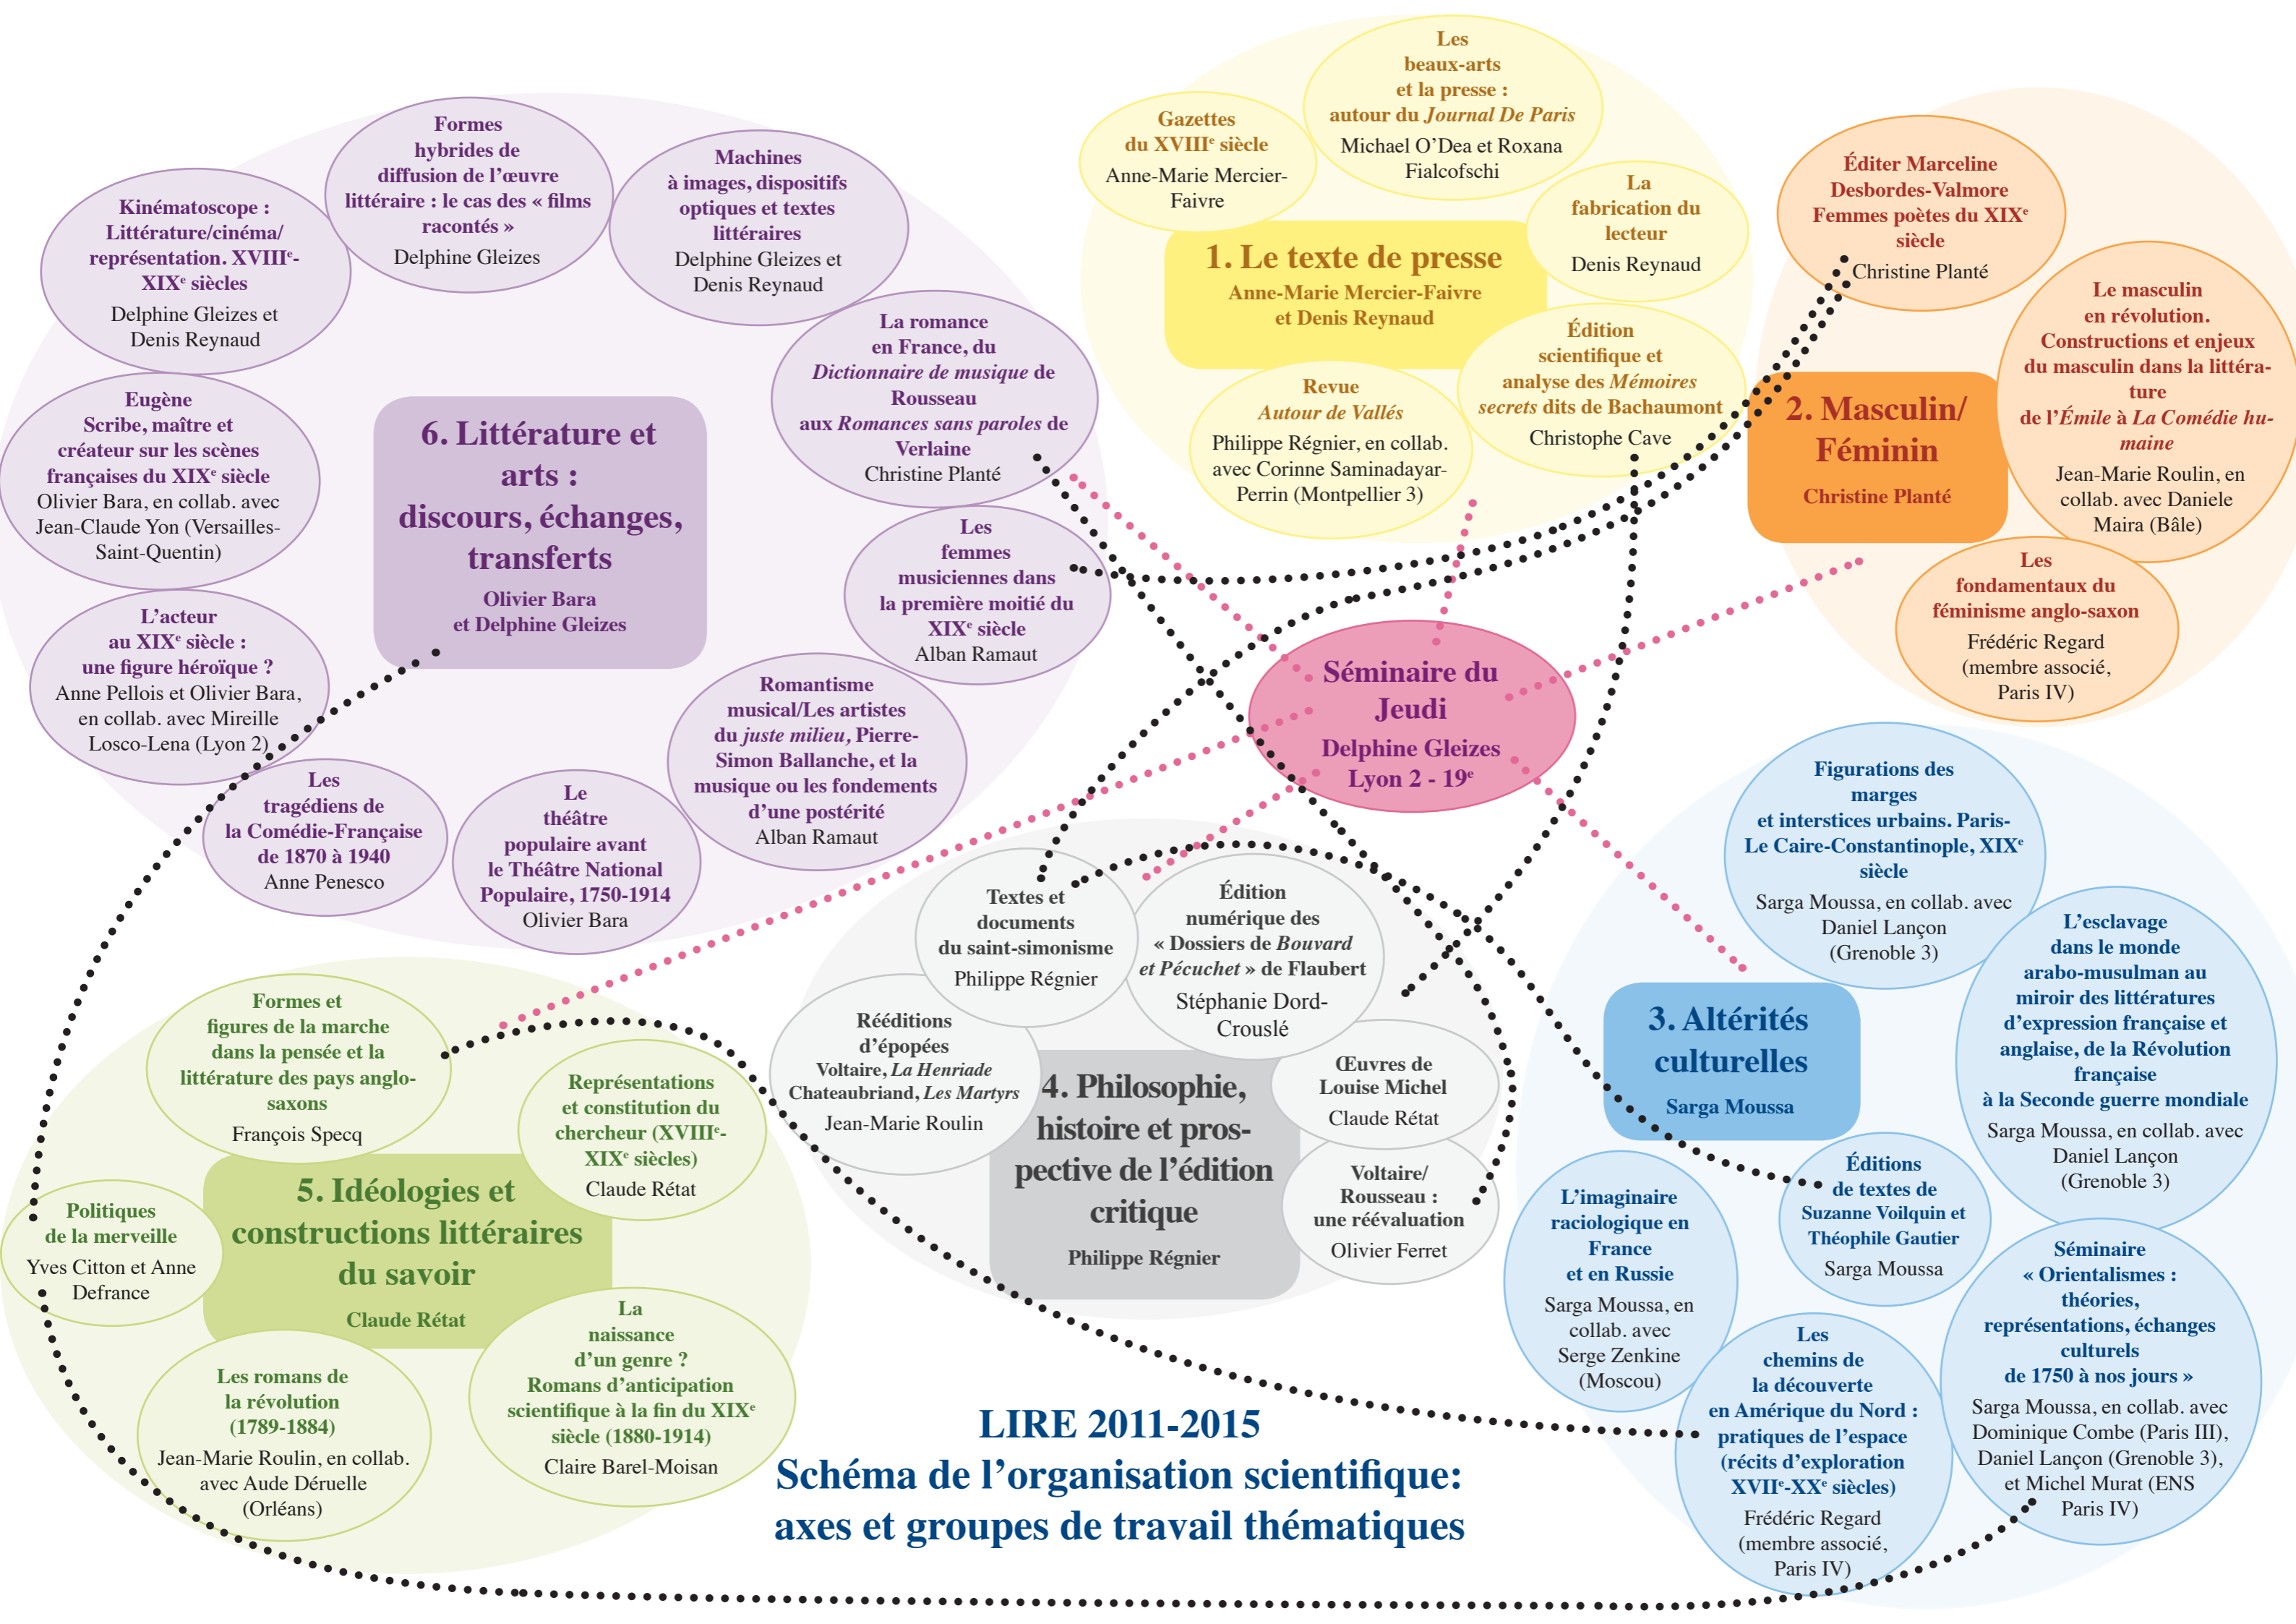 Les
beaux-arts
et la presse :
autour du Journal De Paris
Michael O’Dea et Roxana
Fialcofschi
Gazettes
du XVIIIe siècle
Anne-Marie Mercier-
Faivre
La
fabrication du
lecteur
Denis Reynaud
1. Le texte de presse
Anne-Marie Mercier-Faivre
et Denis Reynaud
Édition
scientifique et
analyse des Mémoires
secrets dits de Bachaumont
Christophe Cave
Revue
Autour de Vallés
Philippe Régnier, en collab.
avec Corinne Saminadayar-
Perrin (Montpellier 3)
Éditer Marceline
Desbordes-Valmore
Femmes poètes du XIXe
siècle
Christine Planté
Le masculin
en révolution.
Constructions et enjeux
du masculin dans la littéra-
ture
de l’Émile à La Comédie hu-
maine
Jean-Marie Roulin, en
collab. avec Daniele
Maira (Bâle)
2. Masculin/
Féminin
Christine Planté
Les
fondamentaux du
féminisme anglo-saxon
Frédéric Regard
(membre associé,
Paris IV)
Formes
hybrides de
diffusion de l’œuvre
littéraire : le cas des « films
racontés »
Delphine Gleizes
Machines
à images, dispositifs
optiques et textes
littéraires
Delphine Gleizes et
Denis Reynaud
Kinématoscope :
Littérature/cinéma/
représentation. XVIIIe-
XIXe siècles
Delphine Gleizes et
Denis Reynaud
La romance
en France, du
Dictionnaire de musique de
Rousseau
aux Romances sans paroles de
Verlaine
Christine Planté
Eugène
Scribe, maître et
créateur sur les scènes
françaises du XIXe siècle
Olivier Bara, en collab. avec
Jean-Claude Yon (Versailles-
Saint-Quentin)
6. Littérature et
arts :
discours, échanges,
transferts
Olivier Bara
et Delphine Gleizes
Les
femmes
musiciennes dans
la première moitié du
XIXe siècle
Alban Ramaut
L’acteur
au XIXe siècle :
une figure héroïque ?
Anne Pellois et Olivier Bara,
en collab. avec Mireille
Losco-Lena (Lyon 2)
Romantisme
musical/Les artistes
du juste milieu, Pierre-
Simon Ballanche, et la
musique ou les fondements
d’une postérité
Alban Ramaut
Les
tragédiens de
la Comédie-Française
de 1870 à 1940
Anne Penesco
Le
théâtre
populaire avant
le Théâtre National
Populaire, 1750-1914
Olivier Bara
Séminaire du
Jeudi
Delphine Gleizes
Lyon 2 - 19e
Figurations des
marges
et interstices urbains. Paris-
Le Caire-Constantinople, XIXe
siècle
Sarga Moussa, en collab. avec
Daniel Lançon
(Grenoble 3)
L’esclavage
dans le monde
arabo-musulman au
miroir des littératures
d’expression française et
anglaise, de la Révolution
française
à la Seconde guerre mondiale
Sarga Moussa, en collab. avec
Daniel Lançon
(Grenoble 3)
3. Altérités
culturelles
Sarga Moussa
Éditions
de textes de
Suzanne Voilquin et
Théophile Gautier
Sarga Moussa
L’imaginaire
raciologique en
France
et en Russie
Sarga Moussa, en
collab. avec
Serge Zenkine
(Moscou)
Séminaire
« Orientalismes :
théories,
représentations, échanges
culturels
de 1750 à nos jours »
Sarga Moussa, en collab. avec
Dominique Combe (Paris III),
Daniel Lançon (Grenoble 3),
et Michel Murat (ENS
Paris IV)
Les
chemins de
la découverte
en Amérique du Nord :
pratiques de l’espace
(récits d’exploration
XVIIe-XXe siècles)
Frédéric Regard
(membre associé,
Paris IV)
Textes et
documents
du saint-simonisme
Philippe Régnier
Édition
numérique des
« Dossiers de Bouvard
et Pécuchet » de Flaubert
Stéphanie Dord-
Crouslé
Rééditions
d’épopées
Voltaire, La Henriade
Chateaubriand, Les Martyrs
Jean-Marie Roulin
4. Philosophie,
histoire et pros-
pective de l’édition
critique
Philippe Régnier
Œuvres de
Louise Michel
Claude Rétat
Voltaire/
Rousseau :
une réévaluation
Olivier Ferret
Formes et
figures de la marche
dans la pensée et la
littérature des pays anglo-
saxons
François Specq
Représentations
et constitution du
chercheur (XVIIIe-
XIXe siècles)
Claude Rétat
Politiques
de la merveille
Yves Citton et Anne
Defrance
5. Idéologies et
constructions littéraires
du savoir
Claude Rétat
Les romans de
la révolution
(1789-1884)
Jean-Marie Roulin, en collab.
avec Aude Déruelle
(Orléans)
La
naissance
d’un genre ?
Romans d’anticipation
scientifique à la fin du XIXe
siècle (1880-1914)
Claire Barel-Moisan
LIRE 2011-2015
Schéma de l’organisation scientifique:
axes et groupes de travail thématiques